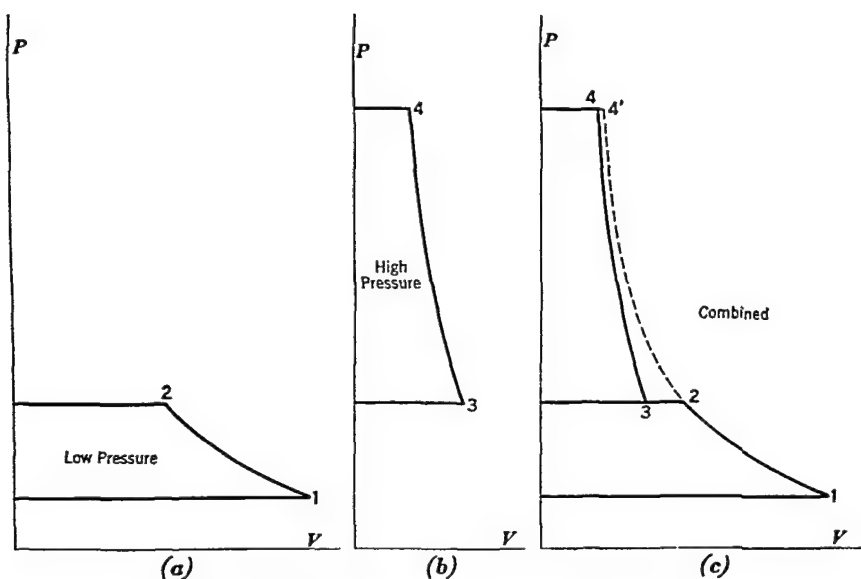 P
2
Low Pressure
1
V
(a)
P
4
High
Pressure
3
V
(b)
P
4
4'
Combined
3
2
1
V
(c)